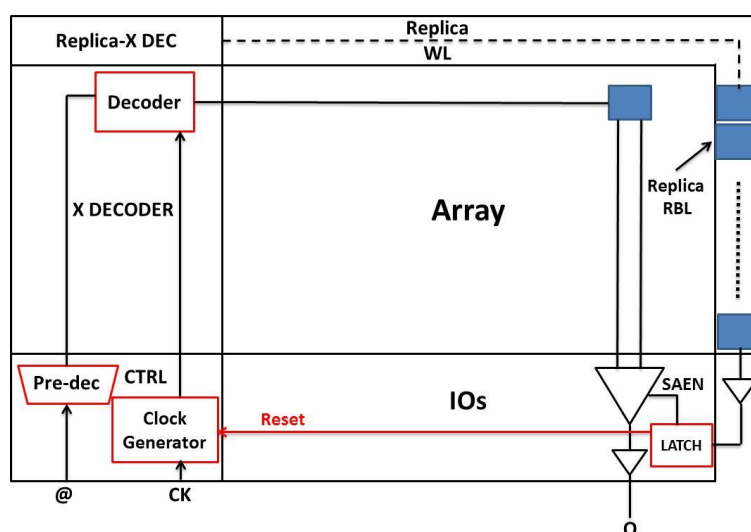 Replica-X DEC
Replica
WL
Decoder
X DECODER
Array
Replica
RBL
Pre-dec
CTRL
Clock
Generator
Reset
IOs
SAEN
LATCH
@
CK